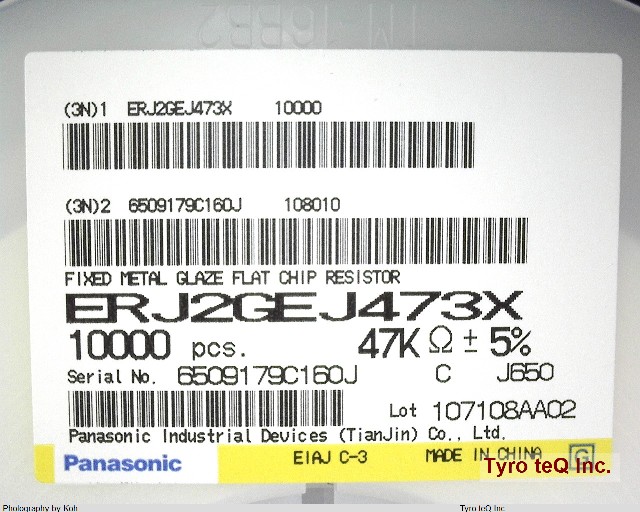 (3N)1 ERJ2GEJ473X 10000
(3N)2 6509179C160J 108010
FIXED METAL GLAZE FLAT CHIP RESISTOR
ERJ2GEJ473X
10000 pcs. 47K Ω ± 5%
Serial No. 6509179C160J C J650
Lot 107108AA02
Panasonic Industrial Devices (TianJin) Co., Ltd.
Panasonic EIAJ C-3 MADE IN CHINA G
Tyro teQ Inc.
Photography by Koh Tyro teQ Inc